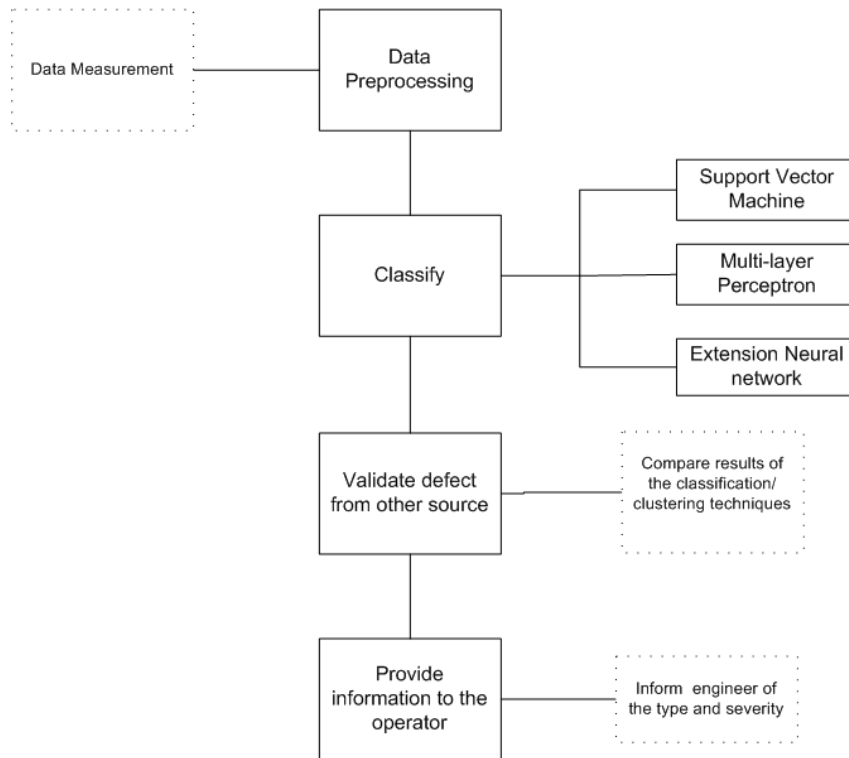 Data Measurement
Data
Preprocessing
Support Vector
Machine
Classify
Multi-layer
Perceptron
Extension Neural
network
Validate defect
from other source
Compare results of
the classification/
clustering techniques
Provide
information to the
operator
Inform engineer of
the type and severity